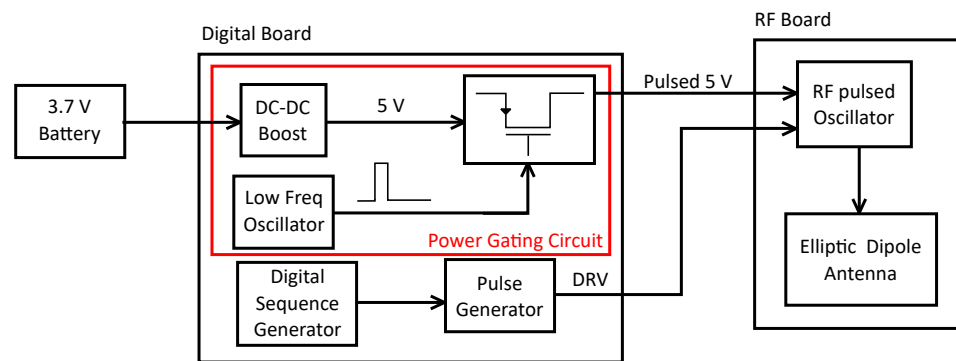 RF Board
Digital Board
3.7 V
Battery
DC-DC
Boost
5 V
Pulsed 5 V
RF pulsed
Oscillator
Low Freq
Oscillator
Power Gating Circuit
Elliptic Dipole
Antenna
Digital
Sequence
Generator
Pulse
Generator
DRV